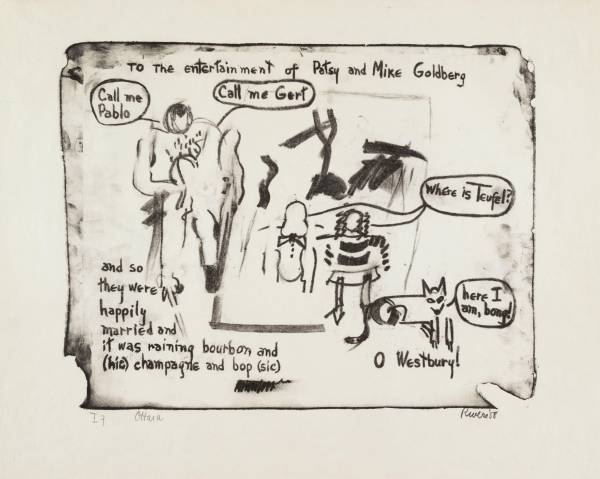 TO The entertainment of Patsy and Mike Goldberg
Call me
Pablo
Call me Gert
Where is Teufel?
and so
they were
happily
married and
it was raining bourbon and
(hic) champagne and bop (sic)
here I
am, bong!
O Westbury!
I7
OHara
Rivers 58